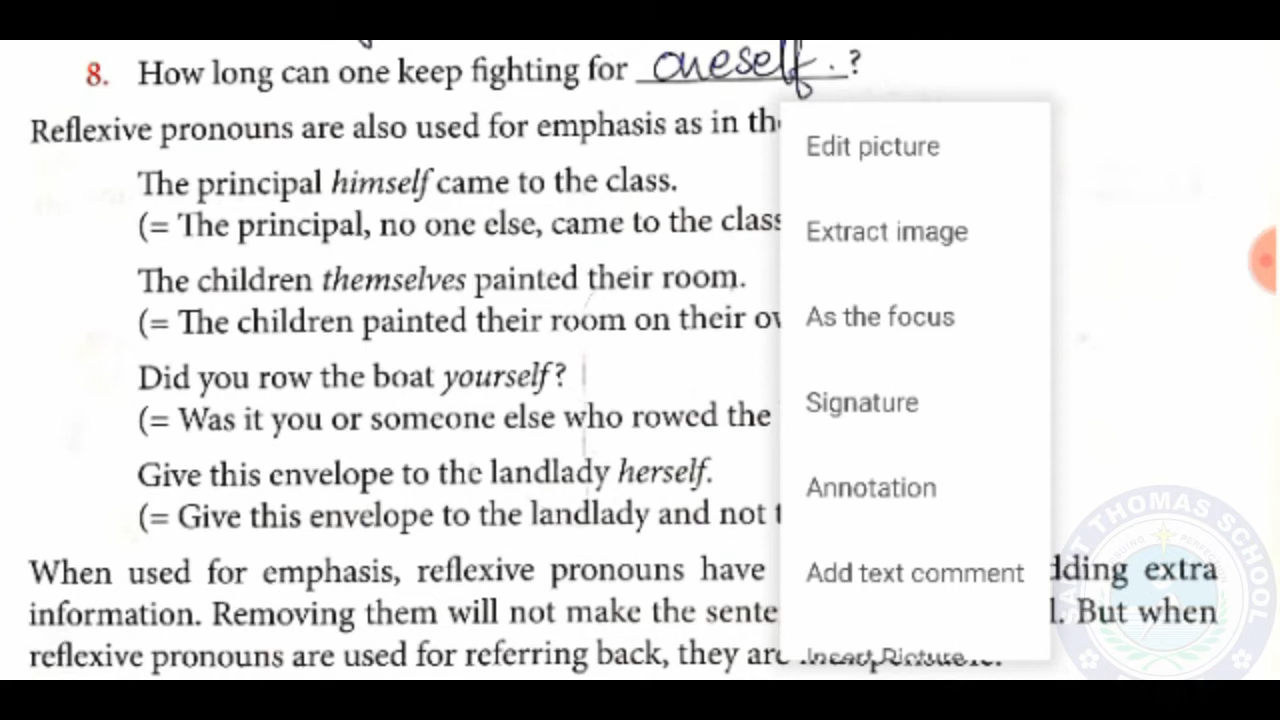 8. How long can one keep fighting for oneself.?
Reflexive pronouns are also used for emphasis as in
The principal himself came to the class.
(= The principal, no one else, came to the class
The children themselves painted their room.
(= The children painted their room on their
Did you row the boat yourself?
(= Was it you or someone else who rowed the
Give this envelope to the landlady herself.
(= Give this envelope to the landlady and not
When used for emphasis, reflexive pronouns have dding extra
information. Removing them will not make the sente l. But when
reflexive pronouns are used for referring back, they are
Edit picture
Extract image
As the focus
Signature
Annotation
Add text comment
Insert Picture
SAINT THOMAS SCHOOL